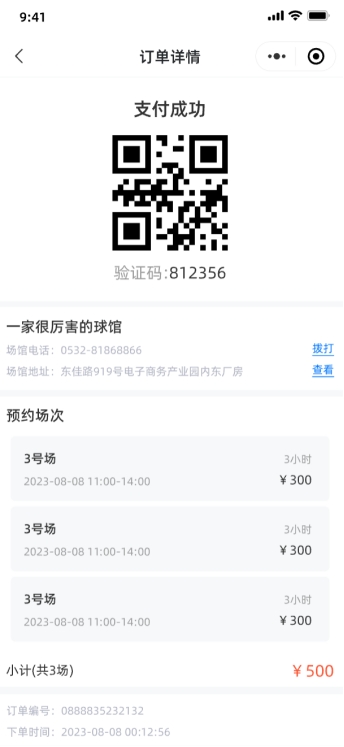 9:41
订单详情
支付成功
验证码:812356
一家很厉害的球馆
场馆电话：0532-81868866
拨打
场馆地址：东佳路919号电子商务产业园内东厂房
查看
预约场次
3号场
3小时
2023-08-08 11:00-14:00
￥300
3号场
3小时
2023-08-08 11:00-14:00
￥300
3号场
3小时
2023-08-08 11:00-14:00
￥300
小计(共3场)
￥500
订单编号：0888835232132
下单时间：2023-08-08 00:12:56